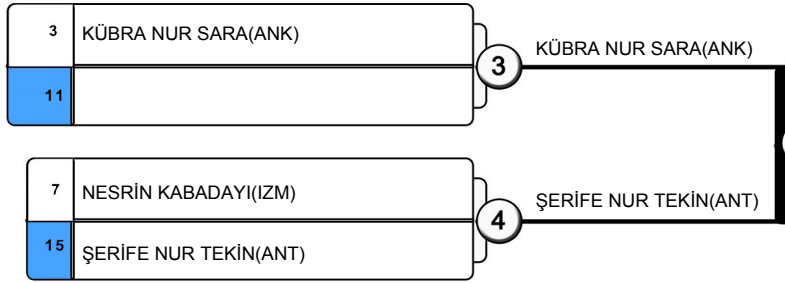 3 KÜBRA NUR SARA(ANK)
3 KÜBRA NUR SARA(ANK)
11
7 NESRİN KABADAYI(IZM)
4 ŞERİFE NUR TEKİN(ANT)
15 ŞERİFE NUR TEKİN(ANT)